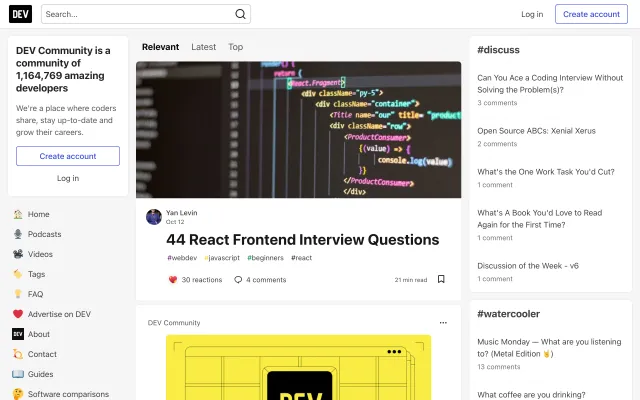 DEV
Search...
Log in
Create account
DEV Community is a
community of
1,164,769 amazing
developers
We're a place where coders
share, stay up-to-date and
grow their careers.
Create account
Log in
Home
Podcasts
Videos
Tags
FAQ
Advertise on DEV
DEV About
Contact
Guides
Software comparisons
Relevant Latest Top
return (
<React.Fragment>
<div className="py-5">
<div className="container">
<Title name="our" title= "product
<div className="row">
<ProductConsumer>
{(value) => {
console.log(value)
}}
</ProductConsumer>
</div>
Yan Levin
Oct 12
44 React Frontend Interview Questions
#webdev #javascript #beginners #react
30 reactions 4 comments 21 min read
DEV Community
DEV
#discuss
Can You Ace a Coding Interview Without
Solving the Problem(s)?
3 comments
Open Source ABCs: Xenial Xerus
2 comments
What's the One Work Task You'd Cut?
1 comment
What's A Book You'd Love to Read
Again for the First Time?
1 comment
Discussion of the Week - v6
1 comment
#watercooler
Music Monday — What are you listening
to? (Metal Edition 🤘)
13 comments
What coffee are you drinking?